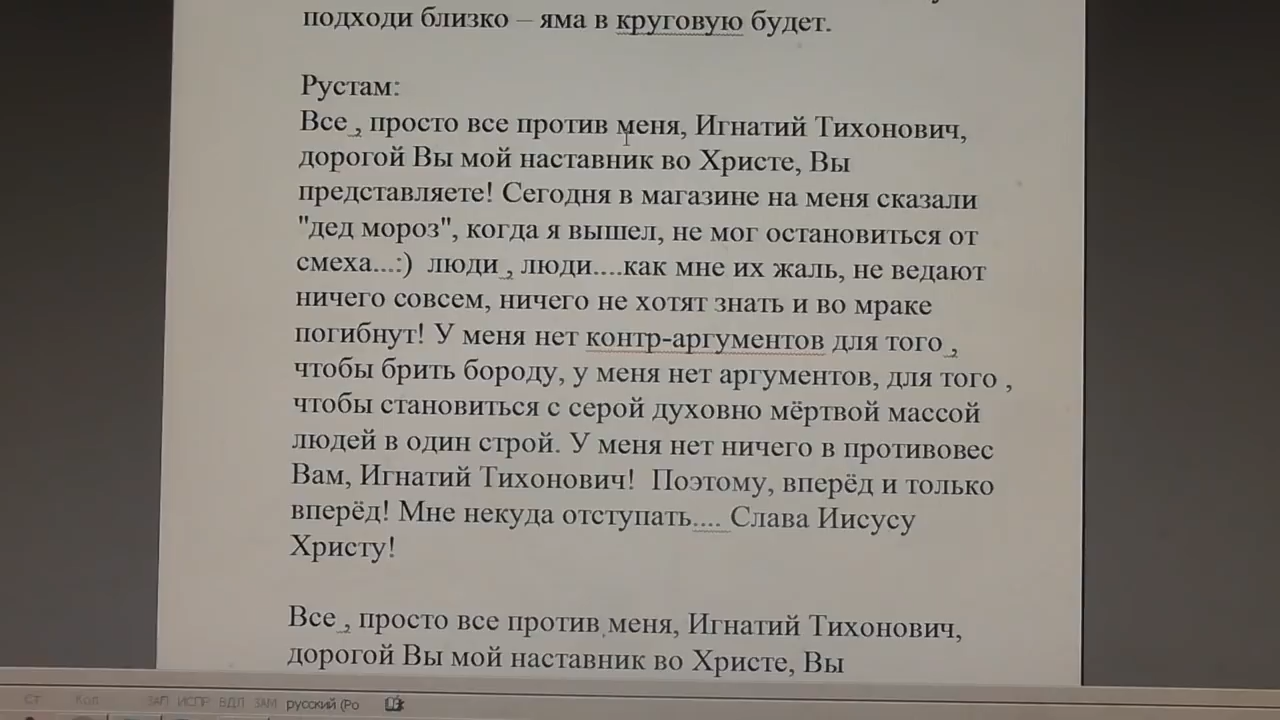 подходи близко – яма в круговую будет.
Рустам:
Все , просто все против меня, Игнатий Тихонович,
дорогой Вы мой наставник во Христе, Вы
представляете! Сегодня в магазине на меня сказали
"дед мороз", когда я вышел, не мог остановиться от
смеха...:) люди , люди....как мне их жаль, не ведают
ничего совсем, ничего не хотят знать и во мраке
погибнут! У меня нет контр-аргументов для того ,
чтобы брить бороду, у меня нет аргументов, для того ,
чтобы становиться с серой духовно мёртвой массой
людей в один строй. У меня нет ничего в противовес
Вам, Игнатий Тихонович! Поэтому, вперёд и только
вперёд! Мне некуда отступать.... Слава Иисусу
Христу!
Все , просто все против меня, Игнатий Тихонович,
дорогой Вы мой наставник во Христе, Вы
Ст Кол ЗАП ИСПР ВДЛ ЗАМ русский (Ро